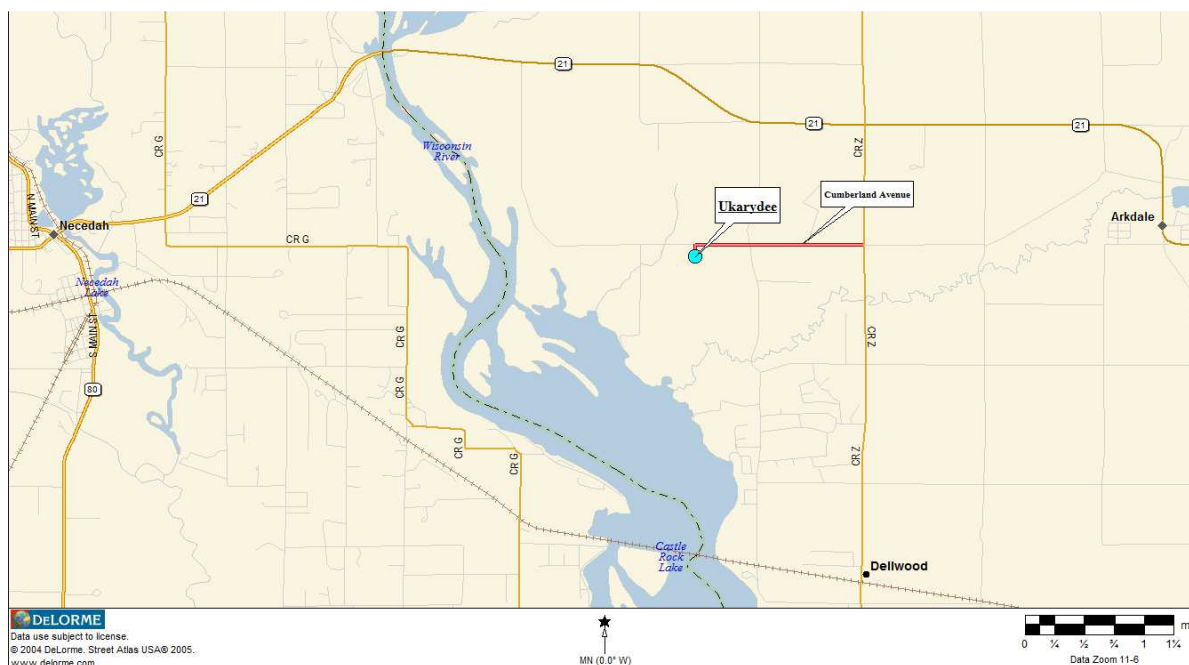 21
21
21
CR G
CR Z
Wisconsin
River
Cumberland Avenue
Ukarydee
21
N MAIN ST
Necedah
Arkdale
CR G
Necedah
Lake
S MAIN ST
CR G
CR Z
80
CR G
CR G
CR Z
Castle
Rock
Lake
Dellwood
DELORME
Data use subject to license.
© 2004 DeLorme. Street Atlas USA® 2005.
www.delorme.com
MN (0.0° W)
m
0 ¼ ½ ¾ 1 1¼
Data Zoom 11-6